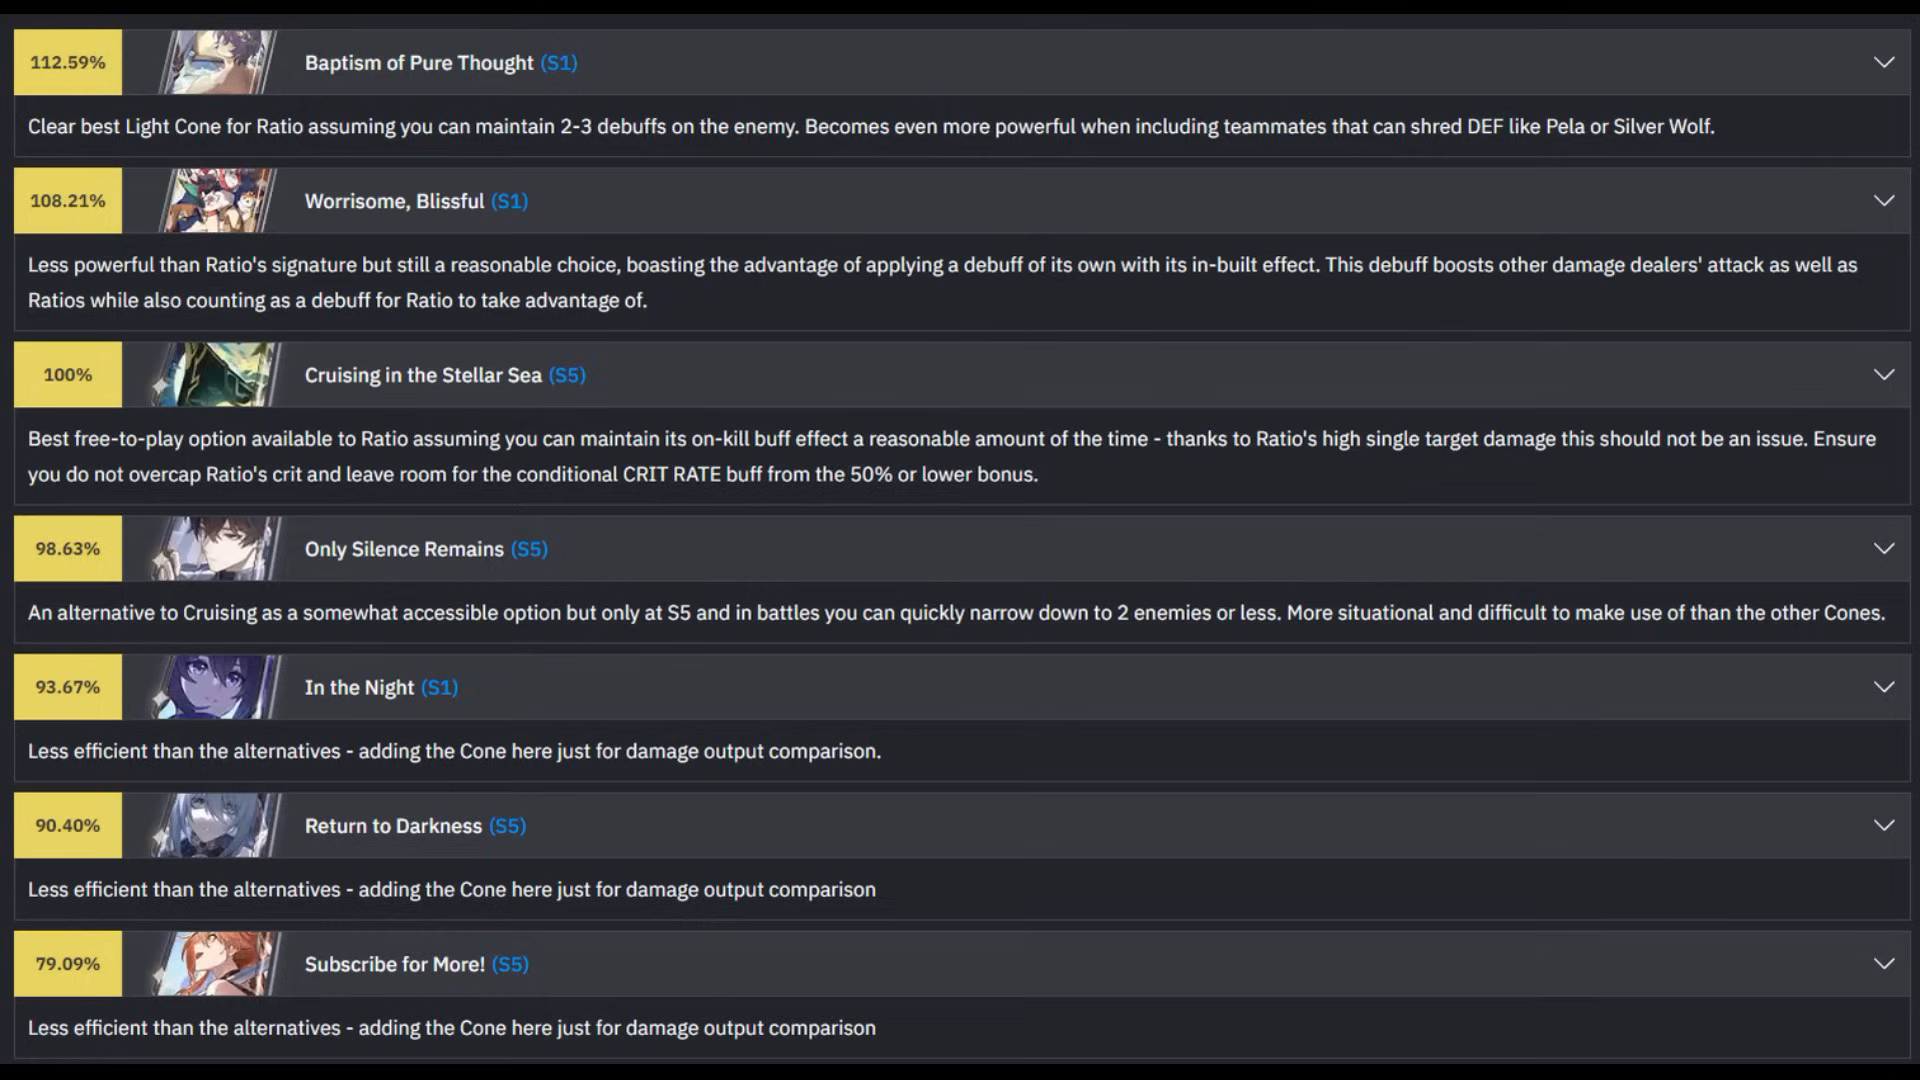 112.59% Baptism of Pure Thought (S1)
Clear best Light Cone for Ratio assuming you can maintain 2-3 debuffs on the enemy. Becomes even more powerful when including teammates that can shred DEF like Pela or Silver Wolf.
108.21% Worrisome, Blissful (S1)
Less powerful than Ratio's signature but still a reasonable choice, boasting the advantage of applying a debuff of its own with its in-built effect. This debuff boosts other damage dealers' attack as well as
Ratios while also counting as a debuff for Ratio to take advantage of.
100% Cruising in the Stellar Sea (S5)
Best free-to-play option available to Ratio assuming you can maintain its on-kill buff effect a reasonable amount of the time - thanks to Ratio's high single target damage this should not be an issue. Ensure
you do not overcap Ratio's crit and leave room for the conditional CRIT RATE buff from the 50% or lower bonus.
98.63% Only Silence Remains (S5)
An alternative to Cruising as a somewhat accessible option but only at S5 and in battles you can quickly narrow down to 2 enemies or less. More situational and difficult to make use of than the other Cones.
93.67% In the Night (S1)
Less efficient than the alternatives - adding the Cone here just for damage output comparison.
90.40% Return to Darkness (S5)
Less efficient than the alternatives - adding the Cone here just for damage output comparison
79.09% Subscribe for More! (S5)
Less efficient than the alternatives - adding the Cone here just for damage output comparison